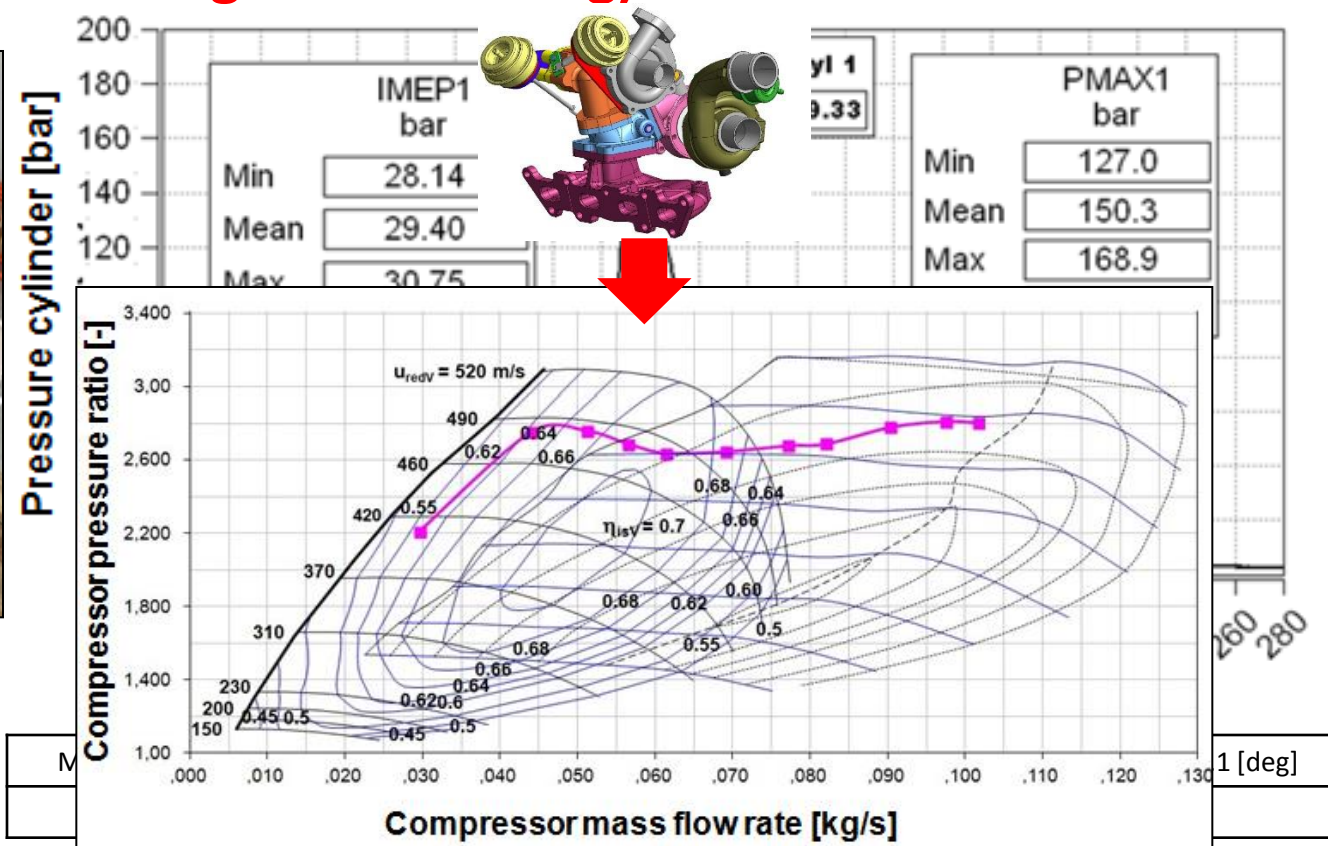 Pressure cylinder [bar]
200
180
160
140
120
IMEP1
bar
Min 28.14
Mean 29.40
Max 30.75
yl 1
9.33
PMAX1
bar
Min 127.0
Mean 150.3
Max 168.9
260 280
Compressor pressure ratio [-]
3,400
3,00
2,600
2,200
1,800
1,400
1,00
u_redV = 520 m/s
490
460
420
370
310
230
200
150
0.64
0.62
0.66
0.55
0.68 0.64
0.66
η_isV = 0.7
0.60
0.68 0.62
0.5
0.55
0.68
0.66
0.64
0.62 0.6
0.45 0.5 0.5
0.45
,000 ,010 ,020 ,030 ,040 ,050 ,060 ,070 ,080 ,090 ,100 ,110 ,120 ,130
Compressor mass flow rate [kg/s]
M
1 [deg]